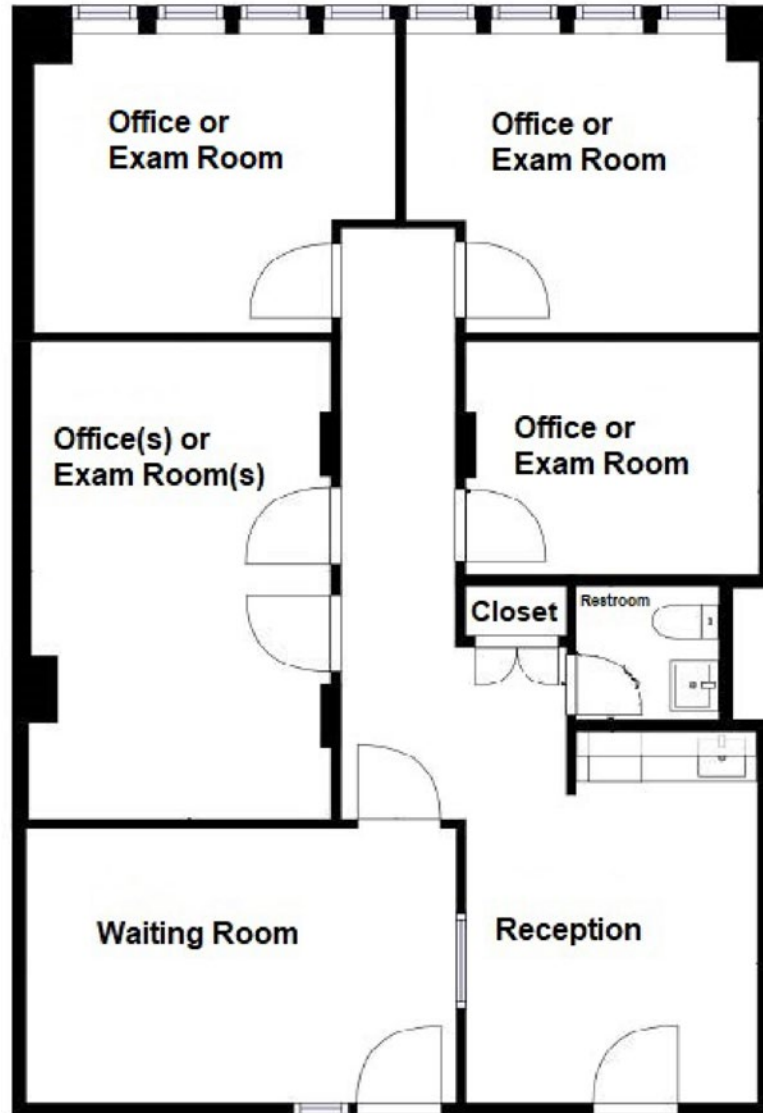 Office or
Exam Room
Office or
Exam Room
Office(s) or
Exam Room(s)
Office or
Exam Room
Closet
Restroom
Waiting Room
Reception